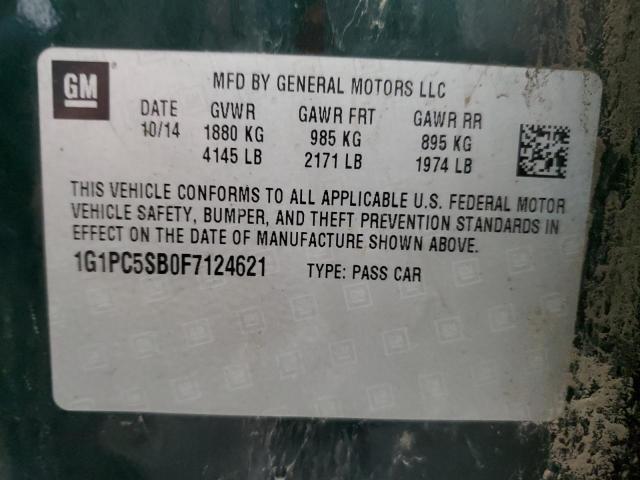 GM
MFD BY GENERAL MOTORS LLC
DATE GVWR GAWR FRT GAWR RR
10/14 1880 KG 985 KG 895 KG
4145 LB 2171 LB 1974 LB
THIS VEHICLE CONFORMS TO ALL APPLICABLE U.S. FEDERAL MOTOR
VEHICLE SAFETY, BUMPER, AND THEFT PREVENTION STANDARDS IN
EFFECT ON THE DATE OF MANUFACTURE SHOWN ABOVE.
1G1PC5SB0F7124621 TYPE: PASS CAR